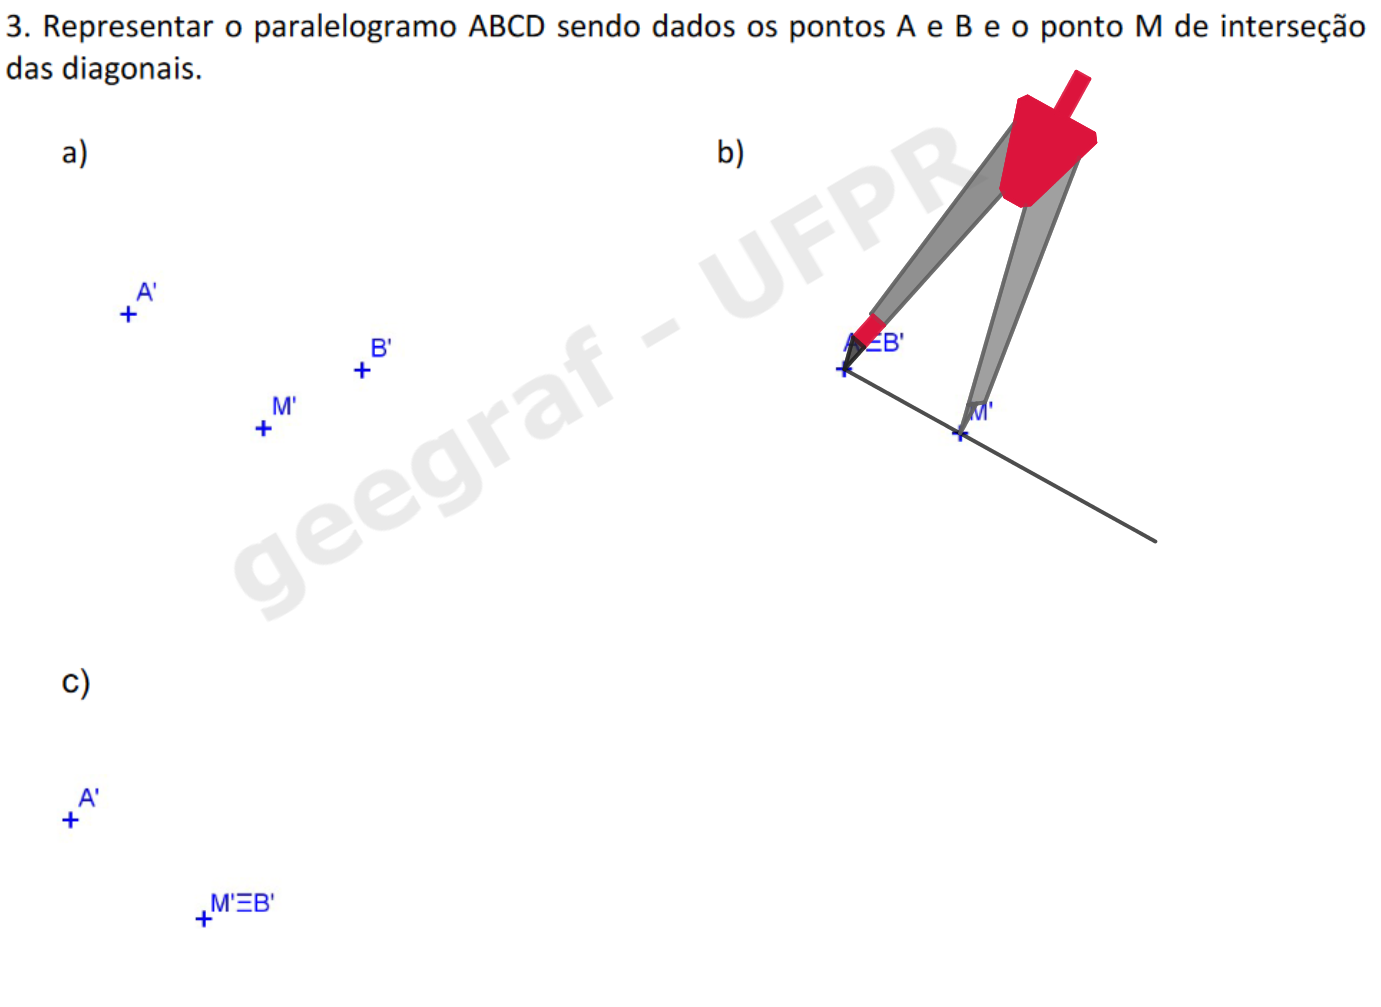 3. Representar o paralelogramo ABCD sendo dados os pontos A e B e o ponto M de interseção
das diagonais.
a)
b)
A'
B'
M'
A ≡B'
M'
geegraf - UFPR
c)
A'
M'≡B'